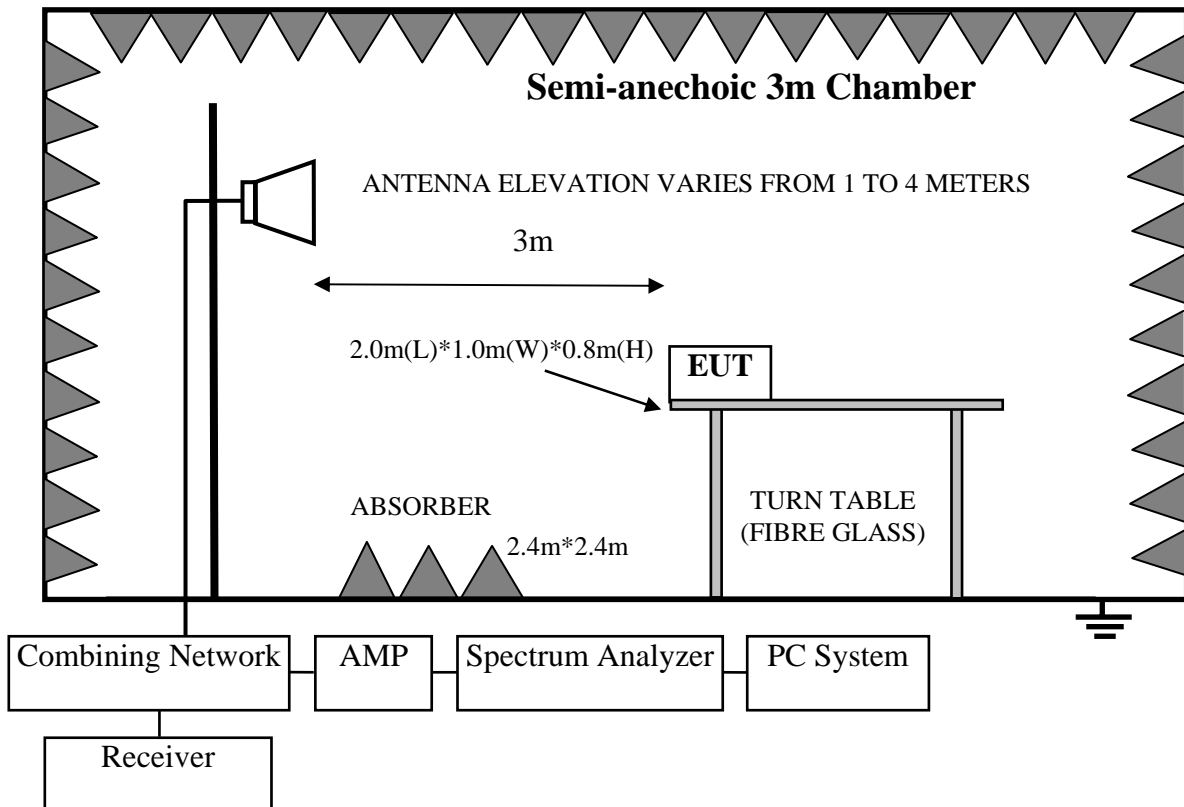 Semi-anechoic 3m Chamber
ANTENNA ELEVATION VARIES FROM 1 TO 4 METERS
3m
2.0m(L)*1.0m(W)*0.8m(H)
EUT
ABSORBER
2.4m*2.4m
TURN TABLE
(FIBRE GLASS)
Combining Network
AMP
Spectrum Analyzer
PC System
Receiver